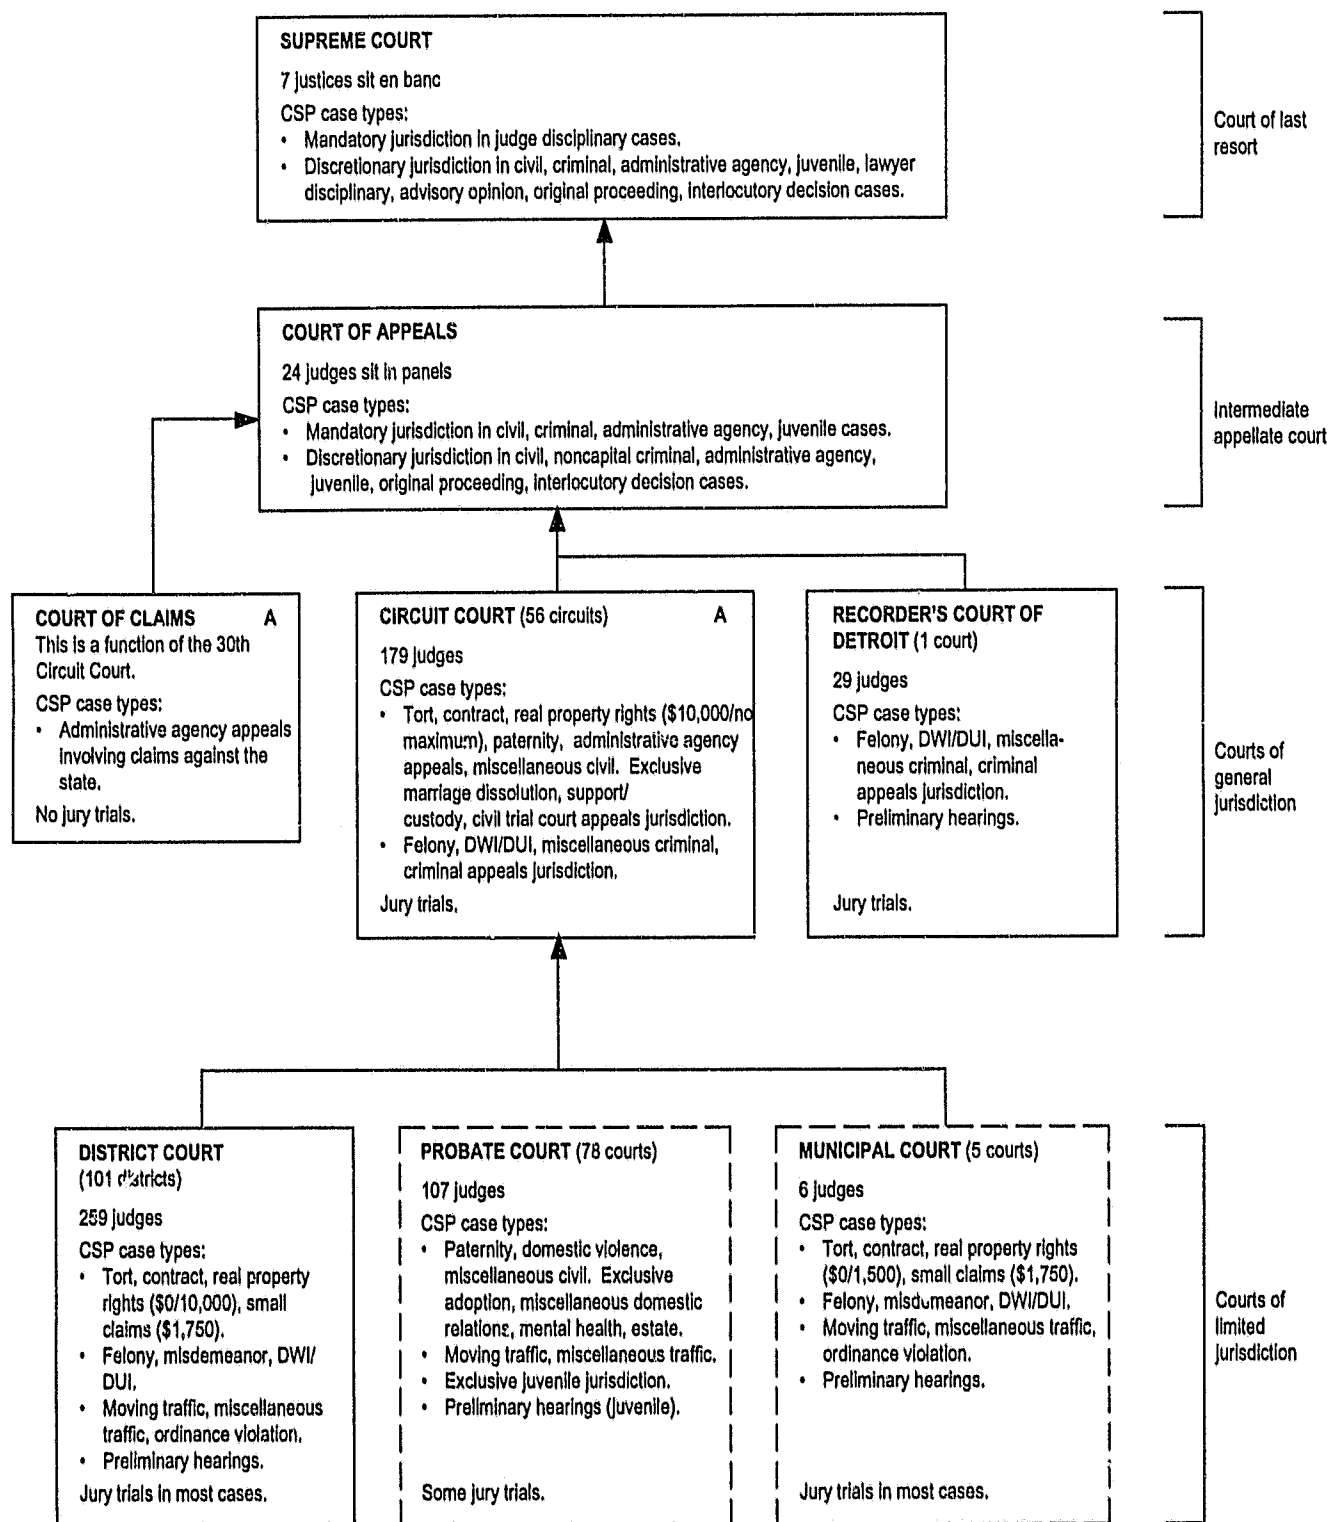 SUPREME COURT
7 justices sit en banc
CSP case types:
• Mandatory jurisdiction in judge disciplinary cases.
• Discretionary jurisdiction in civil, criminal, administrative agency, juvenile, lawyer
disciplinary, advisory opinion, original proceeding, interlocutory decision cases.
Court of last
resort
COURT OF APPEALS
24 judges sit in panels
CSP case types:
• Mandatory jurisdiction in civil, criminal, administrative agency, juvenile cases.
• Discretionary jurisdiction in civil, noncapital criminal, administrative agency,
juvenile, original proceeding, interlocutory decision cases.
Intermediate
appellate court
COURT OF CLAIMS A
This is a function of the 30th
Circuit Court.
CSP case types:
• Administrative agency appeals
involving claims against the
state.
No jury trials.
CIRCUIT COURT (56 circuits) A
179 judges
CSP case types:
• Tort, contract, real property rights ($10,000/no
maximum), paternity, administrative agency
appeals, miscellaneous civil. Exclusive
marriage dissolution, support/
custody, civil trial court appeals jurisdiction.
• Felony, DWI/DUI, miscellaneous criminal,
criminal appeals jurisdiction.
Jury trials.
RECORDER'S COURT OF
DETROIT (1 court)
29 judges
CSP case types:
• Felony, DWI/DUI, miscella-
neous criminal, criminal
appeals jurisdiction.
• Preliminary hearings.
Jury trials.
Courts of
general
jurisdiction
DISTRICT COURT
(101 districts)
259 judges
CSP case types:
• Tort, contract, real property
rights ($0/10,000), small
claims ($1,750).
• Felony, misdemeanor, DWI/
DUI.
• Moving traffic, miscellaneous
traffic, ordinance violation.
• Preliminary hearings.
Jury trials in most cases.
PROBATE COURT (78 courts)
107 judges
CSP case types:
• Paternity, domestic violence,
miscellaneous civil. Exclusive
adoption, miscellaneous domestic
relations, mental health, estate.
• Moving traffic, miscellaneous traffic.
• Exclusive juvenile jurisdiction.
• Preliminary hearings (juvenile).
Some jury trials.
MUNICIPAL COURT (5 courts)
6 judges
CSP case types:
• Tort, contract, real property rights
($0/1,500), small claims ($1,750).
• Felony, misdemeanor, DWI/DUI.
• Moving traffic, miscellaneous traffic,
ordinance violation.
• Preliminary hearings.
Jury trials in most cases.
Courts of
limited
jurisdiction